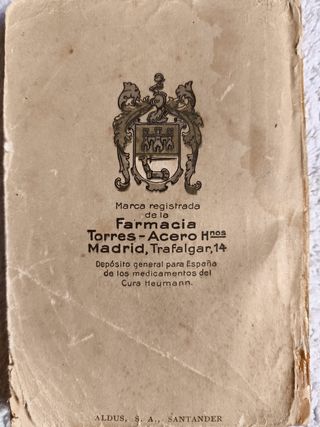 Marca registrada
de la
Farmacia
Torres-Acero Hnos
Madrid, Trafalgar, 14
Depósito general para España
de los medicamentos del
Cura Heumann.
ALDUS, S. A., SANTANDER